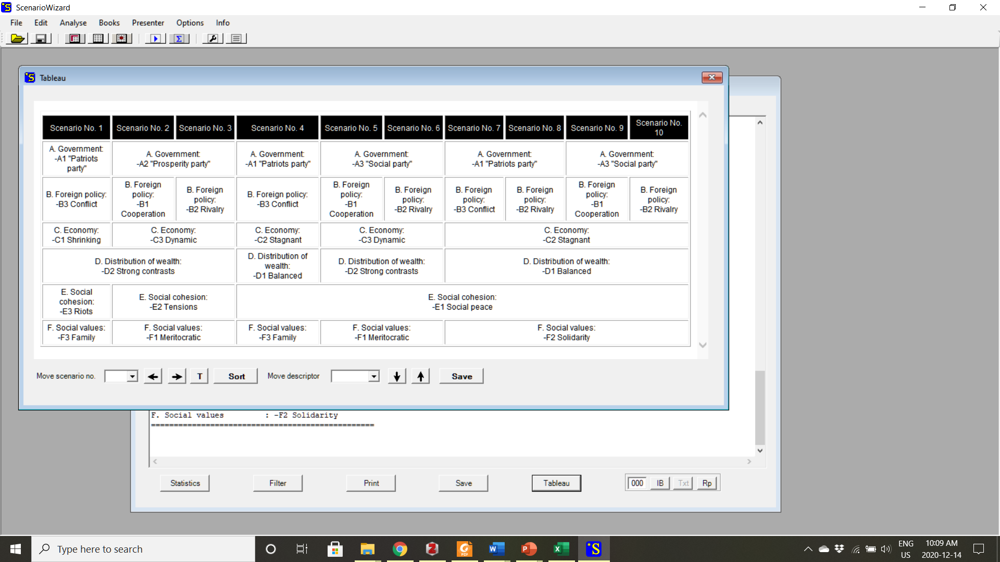 ScenarioWizard
File Edit Analyse Books Presenter Options Info
Tableau
Scenario No. 1 Scenario No. 2 Scenario No. 3 Scenario No. 4 Scenario No. 5 Scenario No. 6 Scenario No. 7 Scenario No. 8 Scenario No. 9 Scenario No. 10
A. Government:
-A1 "Patriots
party"
A. Government:
-A2 "Prosperity party"
A. Government:
-A1 "Patriots party"
A. Government:
-A3 "Social party"
A. Government:
-A1 "Patriots party"
A. Government:
-A3 "Social party"
B. Foreign policy:
-B3 Conflict
B. Foreign
policy:
-B1
Cooperation
B. Foreign
policy:
-B2 Rivalry
B. Foreign policy:
-B3 Conflict
B. Foreign
policy:
-B1
Cooperation
B. Foreign
policy:
-B2 Rivalry
B. Foreign
policy:
-B3 Conflict
B. Foreign
policy:
-B2 Rivalry
B. Foreign
policy:
-B1
Cooperation
B. Foreign
policy:
-B2 Rivalry
C. Economy:
-C1 Shrinking
C. Economy:
-C3 Dynamic
C. Economy:
-C2 Stagnant
C. Economy:
-C3 Dynamic
C. Economy:
-C2 Stagnant
D. Distribution of wealth:
-D2 Strong contrasts
D. Distribution of
wealth:
-D1 Balanced
D. Distribution of wealth:
-D2 Strong contrasts
D. Distribution of wealth:
-D1 Balanced
E. Social
cohesion:
-E3 Riots
E. Social cohesion:
-E2 Tensions
E. Social cohesion:
-E1 Social peace
F. Social values:
-F3 Family
F. Social values:
-F1 Meritocratic
F. Social values:
-F3 Family
F. Social values:
-F1 Meritocratic
F. Social values:
-F2 Solidarity
Move scenario no. T Sort Move descriptor Save
F. Social values : -F2 Solidarity
=================================================
Statistics Filter Print Save Tableau 000 IB Txt Rp
Type here to search
ENG
US
10:09 AM
2020-12-14